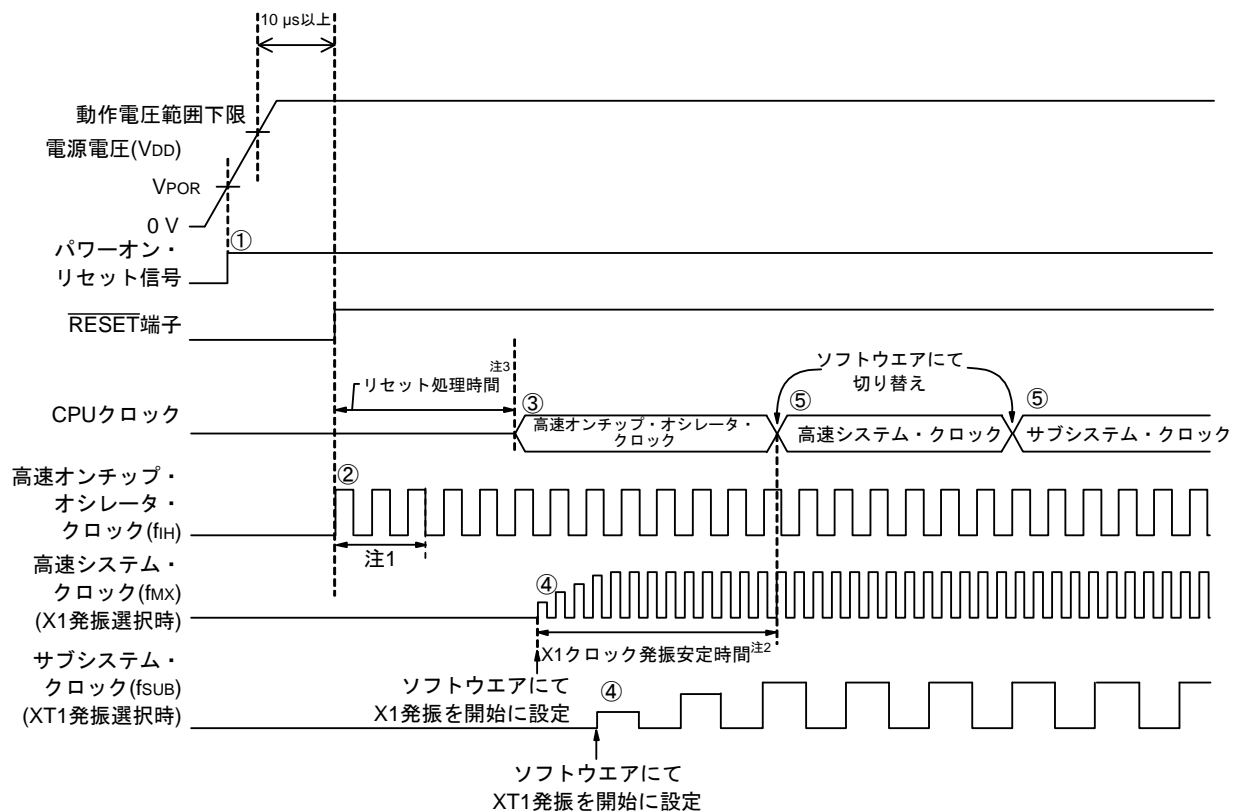 10 μs以上
動作電圧範囲下限
電源電圧(VDD)
VPOR
0 V
①
パワーオン・
リセット信号
RESET端子
リセット処理時間注3
ソフトウエアにて
切り替え
CPUクロック
③
高速オンチップ・オシレータ・
クロック
⑤
高速システム・クロック
⑤
サブシステム・クロック
高速オンチップ・
オシレータ・
クロック(fIH)
②
注1
高速システム・
クロック(fMX)
(X1発振選択時)
④
X1クロック発振安定時間注2
ソフトウエアにて
X1発振を開始に設定
サブシステム・
クロック(fSUB)
(XT1発振選択時)
④
ソフトウエアにて
XT1発振を開始に設定